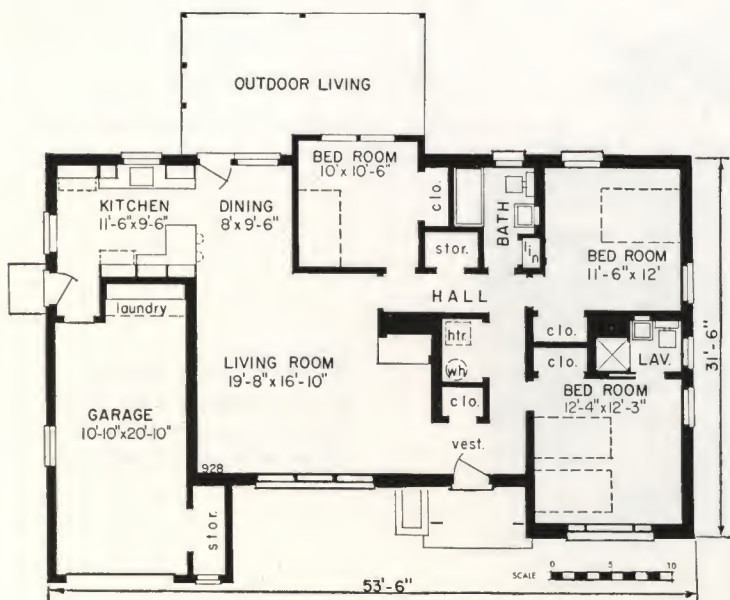 OUTDOOR LIVING
BED ROOM
10' x 10'-6"
KITCHEN
11'-6"x9'-6"
DINING
8'x 9'-6"
clo.
BATH
stor.
lin
BED ROOM
11'-6" x 12'
HALL
laundry
htr.
wh
clo.
clo.
LAV.
31'-6"
LIVING ROOM
19'-8" x 16'-10"
clo.
BED ROOM
12'-4"x12'-3"
GARAGE
10'-10"x20'-10"
vest.
928
stor.
SCALE 0 5 10
53'-6"